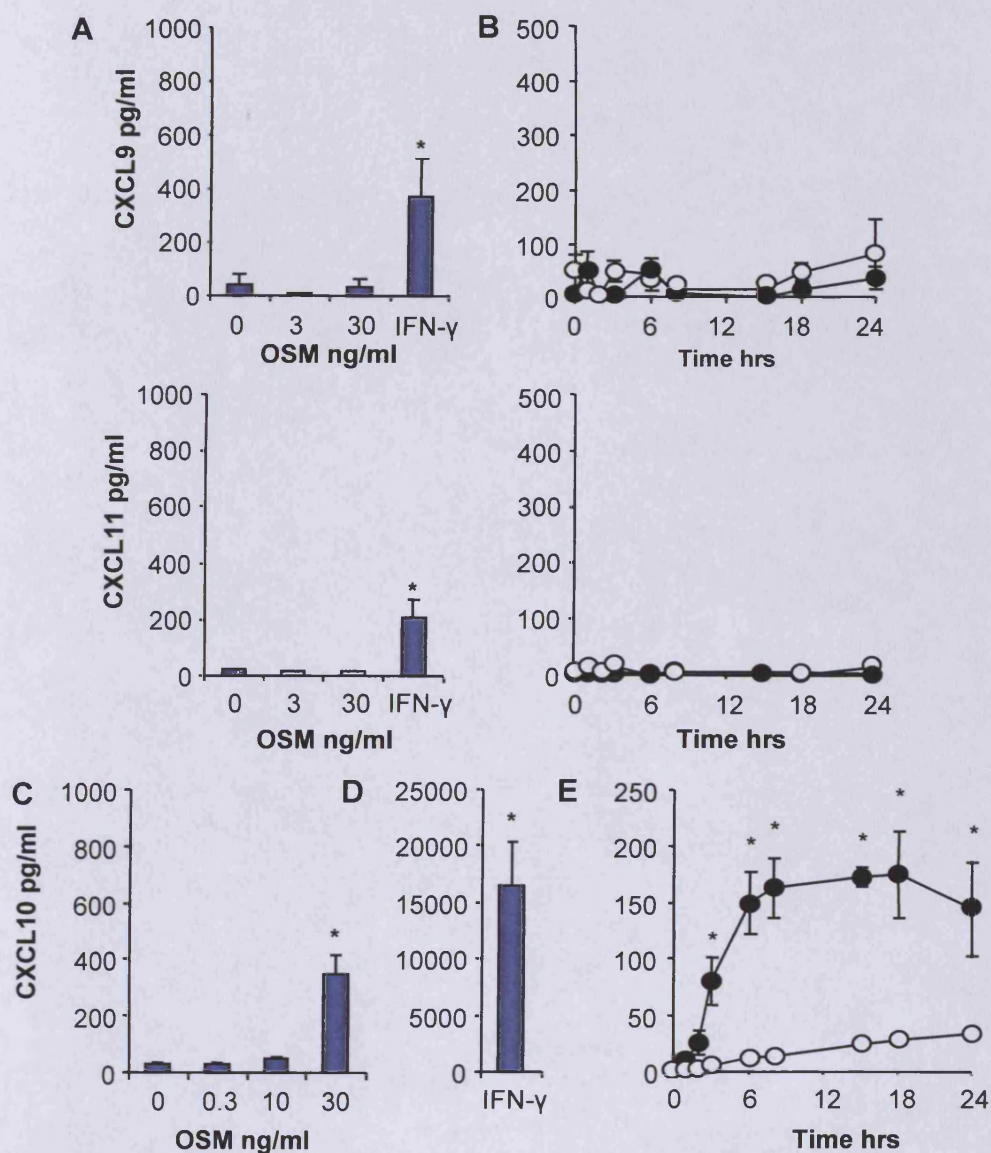 A
CXCL9 pg/ml
1000
800
600
400
200
0
*
0 3 30 IFN-γ
OSM ng/ml
B
500
400
300
200
100
0
0 6 12 18 24
Time hrs
CXCL11 pg/ml
1000
800
600
400
200
0
*
0 3 30 IFN-γ
OSM ng/ml
500
400
300
200
100
0
0 6 12 18 24
Time hrs
C
CXCL10 pg/ml
1000
800
600
400
200
0
*
0 0.3 10 30
OSM ng/ml
D
25000
20000
15000
10000
5000
0
*
IFN-γ
E
250
200
150
100
50
0
* * * * * *
0 6 12 18 24
Time hrs